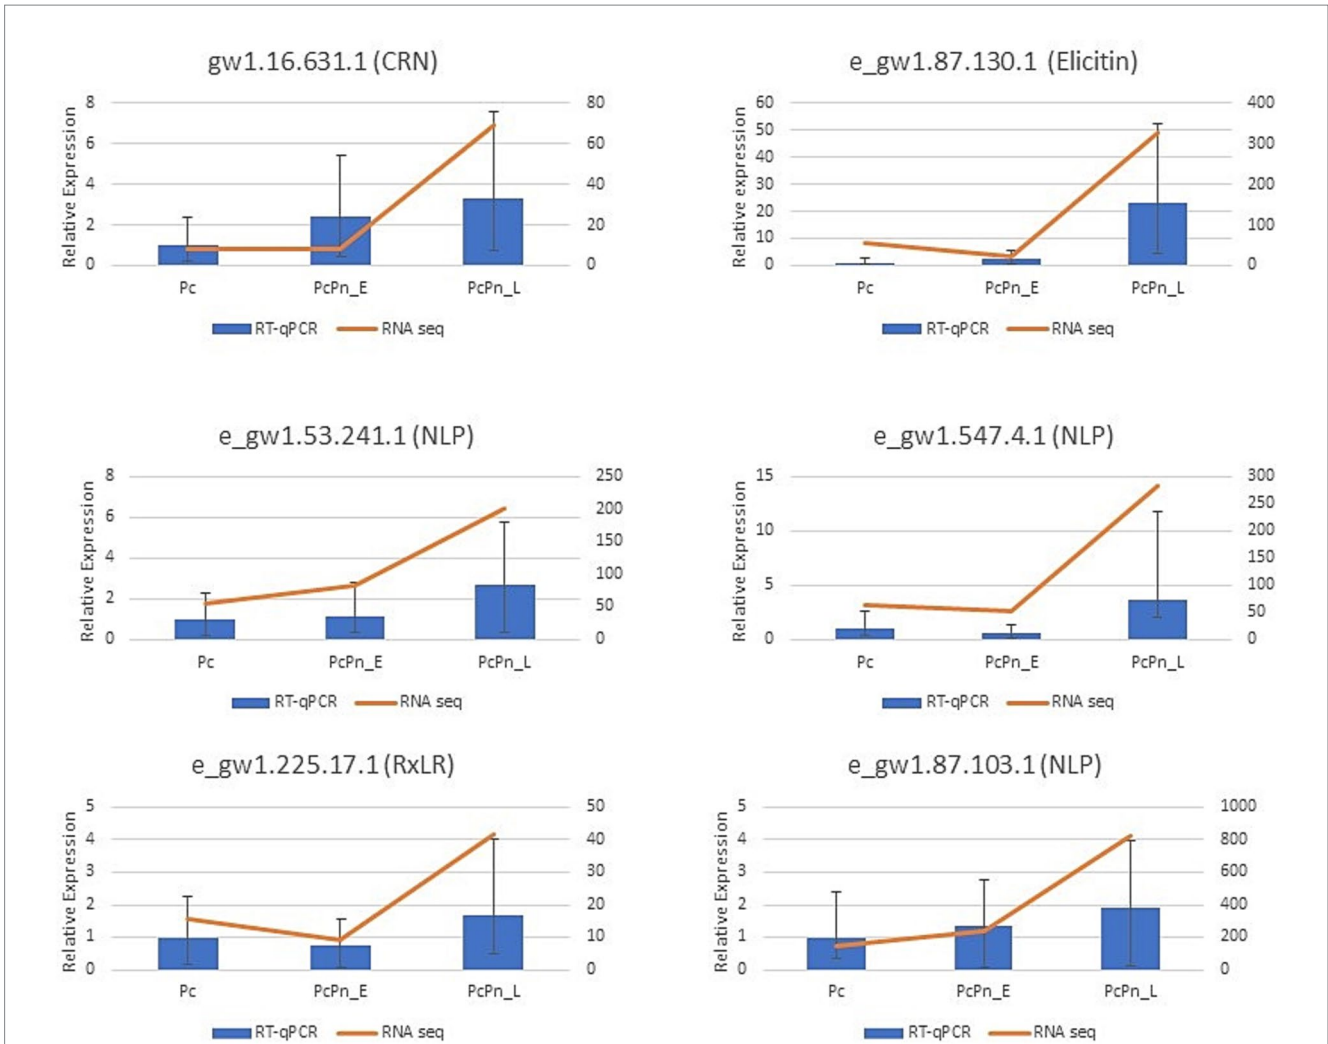 gw1.16.631.1 (CRN)
Relative Expression
8
6
4
2
0
80
60
40
20
0
Pc
PcPn_E
PcPn_L
RT-qPCR
RNA seq
e_gw1.87.130.1 (Elicitin)
Relative expression
60
50
40
30
20
10
0
400
300
200
100
0
Pc
PcPn_E
PcPn_L
RT-qPCR
RNA seq
e_gw1.53.241.1 (NLP)
Relative Expression
8
6
4
2
0
250
200
150
100
50
0
Pc
PcPn_E
PcPn_L
RT-qPCR
RNA seq
e_gw1.547.4.1 (NLP)
Relative Expression
15
10
5
0
300
250
200
150
100
50
0
Pc
PcPn_E
PcPn_L
RT-qPCR
RNA seq
e_gw1.225.17.1 (RxLR)
Relative Expression
5
4
3
2
1
0
50
40
30
20
10
0
Pc
PcPn_E
PcPn_L
RT-qPCR
RNA seq
e_gw1.87.103.1 (NLP)
Relative Expression
5
4
3
2
1
0
1000
800
600
400
200
0
Pc
PcPn_E
PcPn_L
RT-qPCR
RNA seq